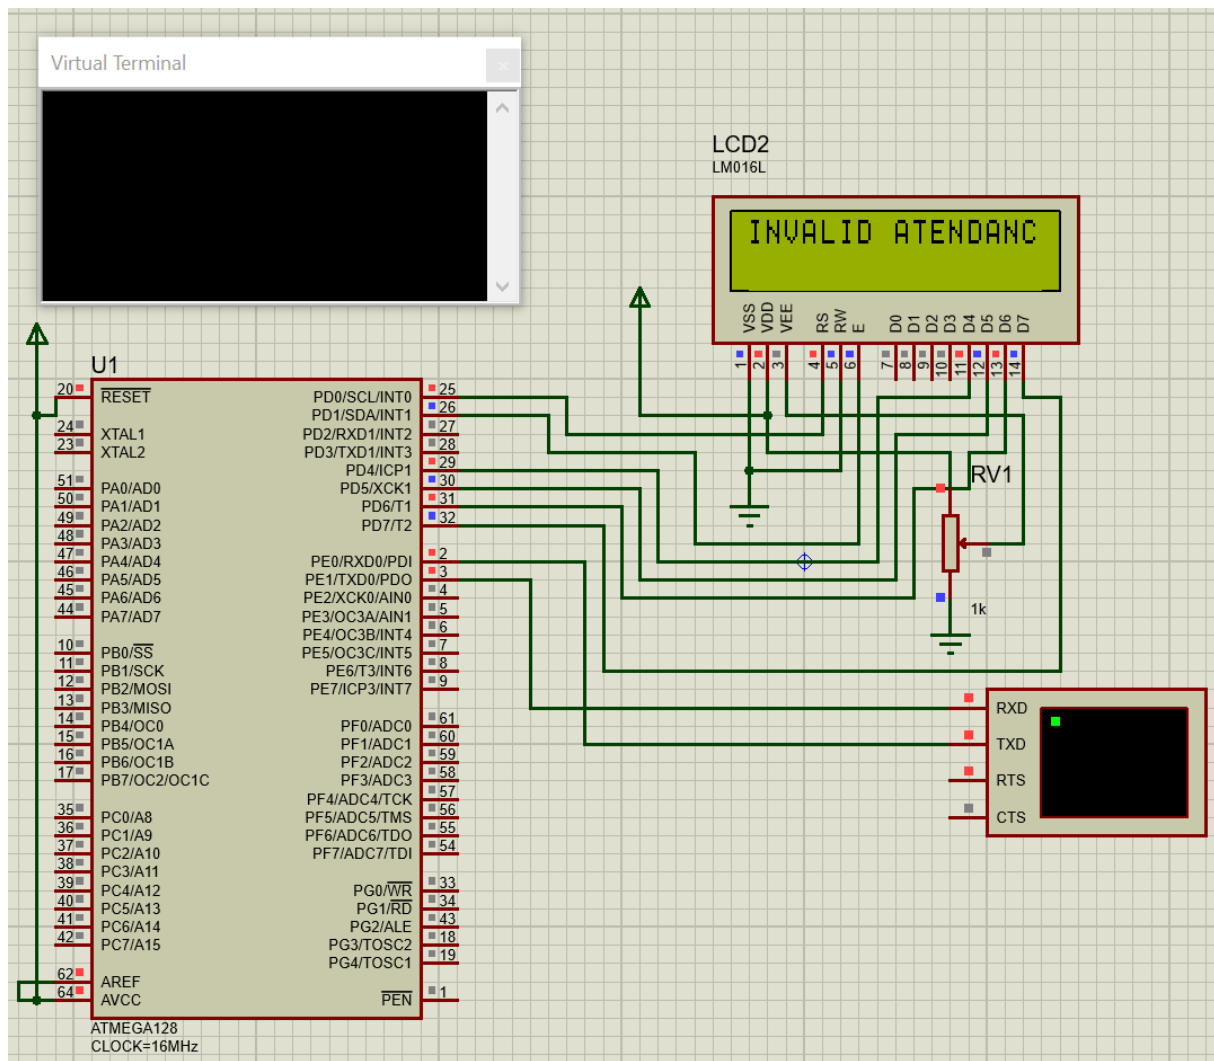 Virtual Terminal
LCD2
LM016L
INVALID ATENDANC
VSS
VDD
VEE
RS
RW
E
D0
D1
D2
D3
D4
D5
D6
D7
1
2
3
4
5
6
7
8
9
10
11
12
13
14
U1
20 RESET PD0/SCL/INT0 25
PD1/SDA/INT1 26
24 XTAL1 PD2/RXD1/INT2 27
23 XTAL2 PD3/TXD1/INT3 28
PD4/ICP1 29
51 PA0/AD0 PD5/XCK1 30
50 PA1/AD1 PD6/T1 31
49 PA2/AD2 PD7/T2 32
48 PA3/AD3
47 PA4/AD4 PE0/RXD0/PDI 2
46 PA5/AD5 PE1/TXD0/PDO 3
45 PA6/AD6 PE2/XCK0/AIN0 4
44 PA7/AD7 PE3/OC3A/AIN1 5
PE4/OC3B/INT4 6
10 PB0/SS PE5/OC3C/INT5 7
11 PB1/SCK PE6/T3/INT6 8
12 PB2/MOSI PE7/ICP3/INT7 9
13 PB3/MISO
14 PB4/OC0 PF0/ADC0 61
15 PB5/OC1A PF1/ADC1 60
16 PB6/OC1B PF2/ADC2 59
17 PB7/OC2/OC1C PF3/ADC3 58
PF4/ADC4/TCK 57
35 PC0/A8 PF5/ADC5/TMS 56
36 PC1/A9 PF6/ADC6/TDO 55
37 PC2/A10 PF7/ADC7/TDI 54
38 PC3/A11
39 PC4/A12 PG0/WR 33
40 PC5/A13 PG1/RD 34
41 PC6/A14 PG2/ALE 43
42 PC7/A15 PG3/TOSC2 18
PG4/TOSC1 19
62 AREF
64 AVCC PEN 1
ATMEGA128
CLOCK=16MHz
RV1
1k
RXD
TXD
RTS
CTS